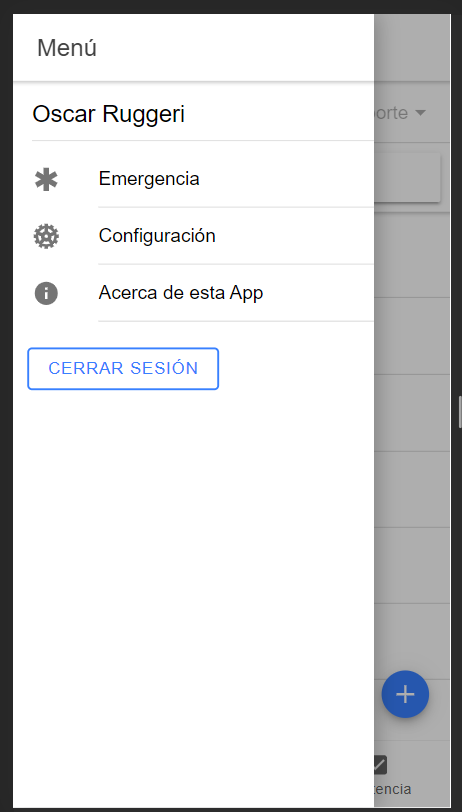 Menú
Oscar Ruggeri
Emergencia
Configuración
Acerca de esta App
CERRAR SESIÓN